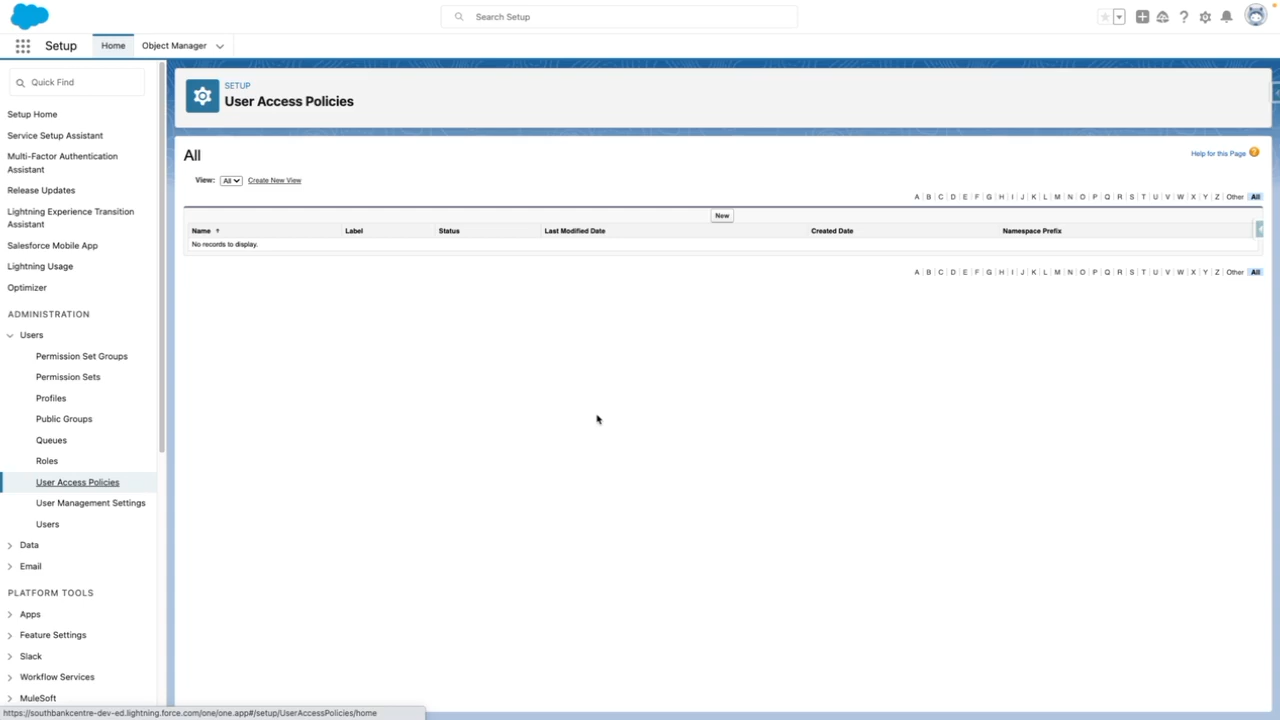 Search Setup
Setup
Home
Object Manager
Quick Find
Setup Home
Service Setup Assistant
Multi-Factor Authentication
Assistant
Release Updates
Lightning Experience Transition
Assistant
Salesforce Mobile App
Lightning Usage
Optimizer
ADMINISTRATION
Users
Permission Set Groups
Permission Sets
Profiles
Public Groups
Queues
Roles
User Access Policies
User Management Settings
Users
Data
Email
PLATFORM TOOLS
Apps
Feature Settings
Slack
Workflow Services
MuleSoft
SETUP
User Access Policies
All
Help for this Page ?
View: All Create New View
A | B | C | D | E | F | G | H | I | J | K | L | M | N | O | P | Q | R | S | T | U | V | W | X | Y | Z | Other All
New
Name Label Status Last Modified Date Created Date Namespace Prefix
No records to display.
A | B | C | D | E | F | G | H | I | J | K | L | M | N | O | P | Q | R | S | T | U | V | W | X | Y | Z | Other All
https://southbankcentre-dev-ed.lightning.force.com/one/one.app#/setup/UserAccessPolicies/home